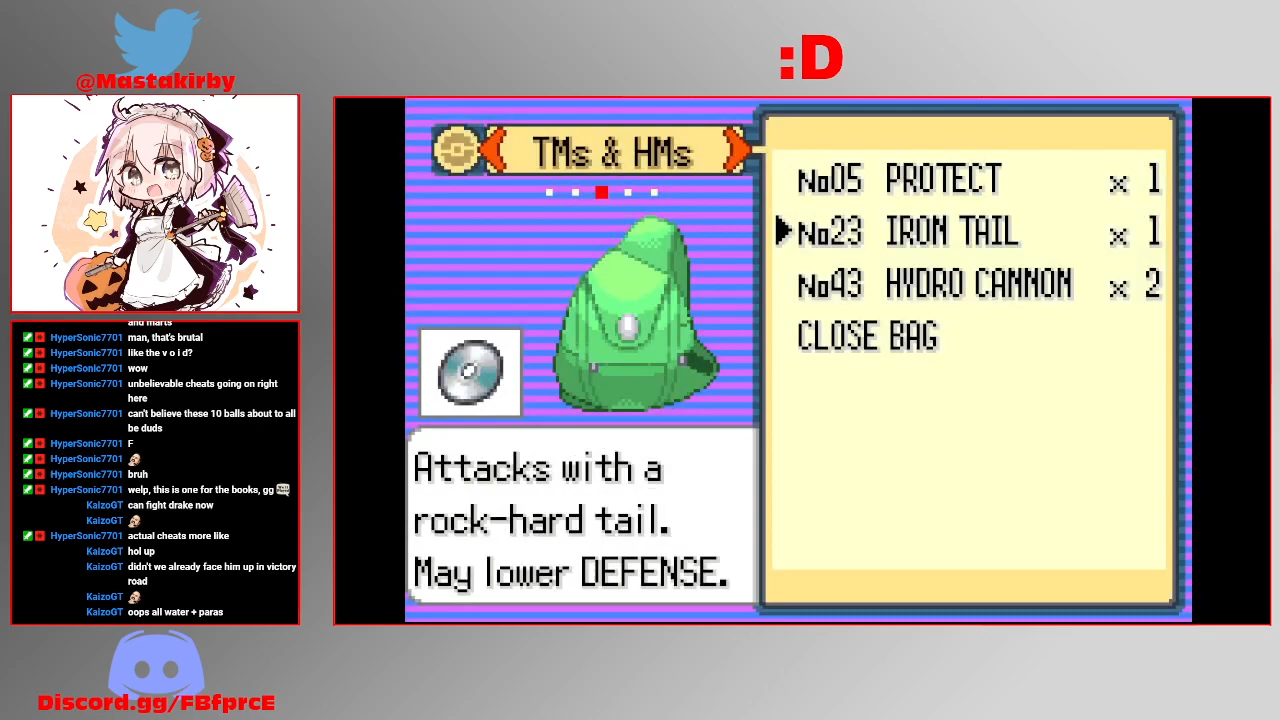 @Mastakirby
:D
and marts
HyperSonic7701 man, that's brutal
HyperSonic7701 like the v o i d?
HyperSonic7701 wow
HyperSonic7701 unbelievable cheats going on right
here
HyperSonic7701 can't believe these 10 balls about to all
be duds
HyperSonic7701 F
HyperSonic7701
HyperSonic7701 bruh
HyperSonic7701 welp, this is one for the books, gg
KaizoGT can fight drake now
KaizoGT
HyperSonic7701 actual cheats more like
KaizoGT hol up
KaizoGT didn't we already face him up in victory
road
KaizoGT
KaizoGT oops all water + paras
Discord.gg/FBfprcE
TMs & HMs
No05 PROTECT x 1
No23 IRON TAIL x 1
No43 HYDRO CANNON x 2
CLOSE BAG
Attacks with a
rock-hard tail.
May lower DEFENSE.